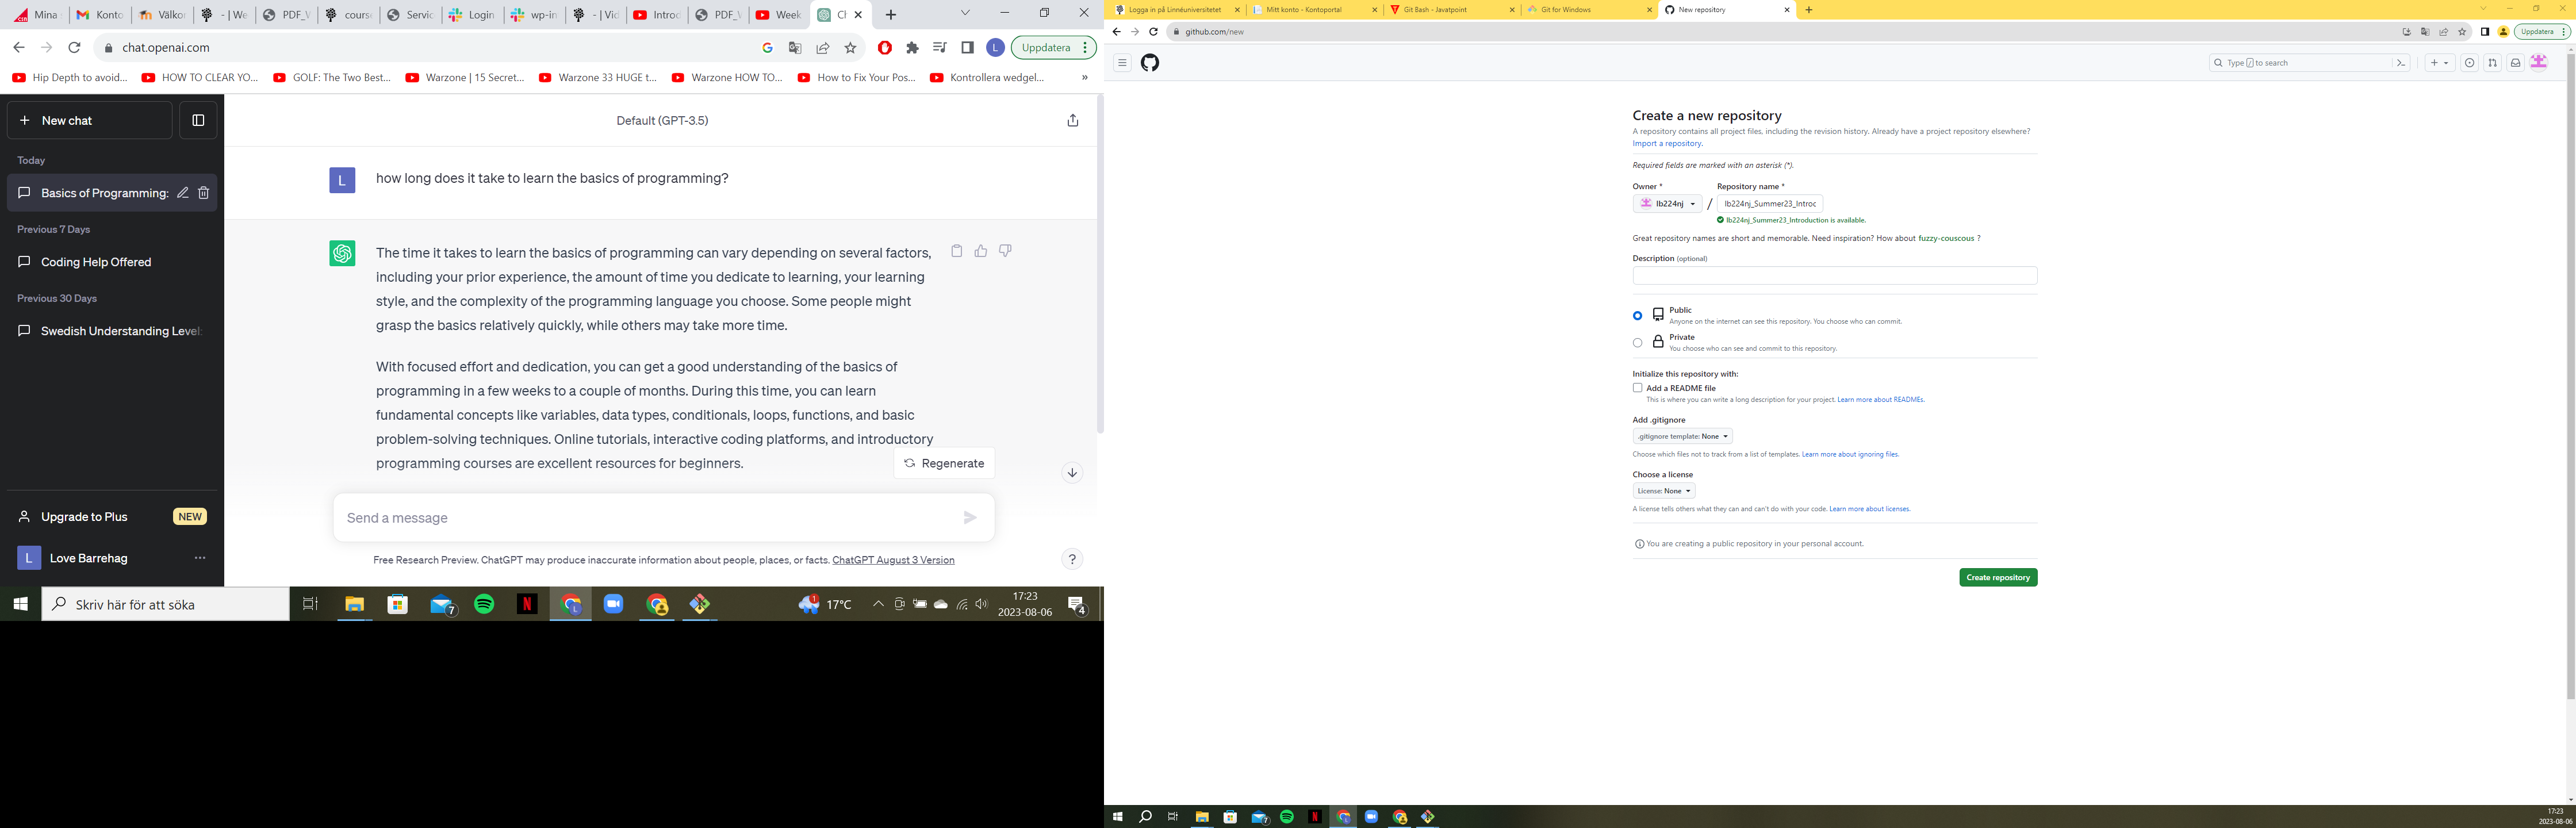 Mina
Konto
Välkor
- | We
PDF_V
course
Servic
Login
wp-in
- | Vid
Introd
PDF_V
Week
Ch
chat.openai.com
Uppdatera
Hip Depth to avoid...
HOW TO CLEAR YO...
GOLF: The Two Best...
Warzone | 15 Secret...
Warzone 33 HUGE t...
Warzone HOW TO...
How to Fix Your Pos...
Kontrollera wedgel...
»
New chat
Today
Basics of Programming:
Previous 7 Days
Coding Help Offered
Previous 30 Days
Swedish Understanding Level:
Upgrade to Plus
NEW
L
Love Barrehag
Default (GPT-3.5)
L
how long does it take to learn the basics of programming?
The time it takes to learn the basics of programming can vary depending on several factors,
including your prior experience, the amount of time you dedicate to learning, your learning
style, and the complexity of the programming language you choose. Some people might
grasp the basics relatively quickly, while others may take more time.
With focused effort and dedication, you can get a good understanding of the basics of
programming in a few weeks to a couple of months. During this time, you can learn
fundamental concepts like variables, data types, conditionals, loops, functions, and basic
problem-solving techniques. Online tutorials, interactive coding platforms, and introductory
programming courses are excellent resources for beginners.
Regenerate
Send a message
Free Research Preview. ChatGPT may produce inaccurate information about people, places, or facts. ChatGPT August 3 Version
?
Skriv här för att söka
7
1
17°C
17:23
2023-08-06
4
Logga in på Linnéuniversitetet
Mitt konto - Kontoportal
Git Bash - Javatpoint
Git for Windows
New repository
github.com/new
Uppdatera
Type / to search
Create a new repository
A repository contains all project files, including the revision history. Already have a project repository elsewhere?
Import a repository.
Required fields are marked with an asterisk (*).
Owner *
Repository name *
lb224nj
/
lb224nj_Summer23_Introc
lb224nj_Summer23_Introduction is available.
Great repository names are short and memorable. Need inspiration? How about fuzzy-couscous ?
Description (optional)
Public
Anyone on the internet can see this repository. You choose who can commit.
Private
You choose who can see and commit to this repository.
Initialize this repository with:
Add a README file
This is where you can write a long description for your project. Learn more about READMEs.
Add .gitignore
.gitignore template: None
Choose which files not to track from a list of templates. Learn more about ignoring files.
Choose a license
License: None
A license tells others what they can and can't do with your code. Learn more about licenses.
You are creating a public repository in your personal account.
Create repository
7
17:23
2023-08-06